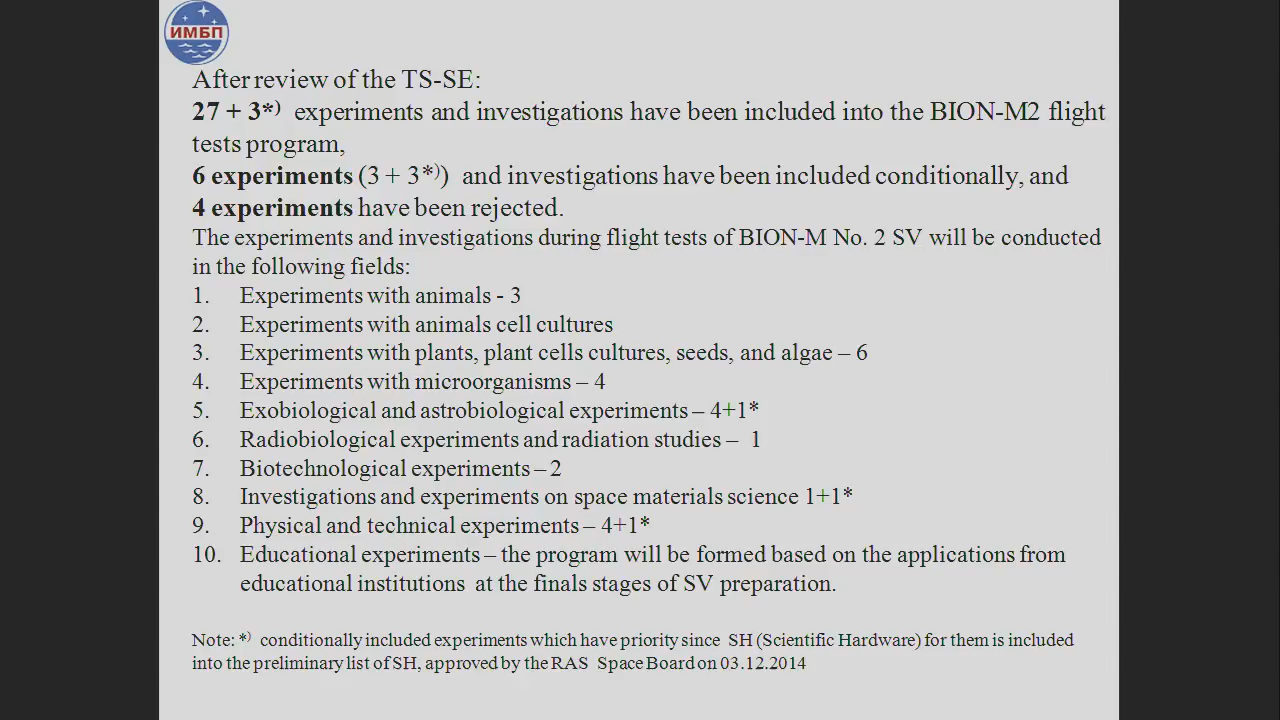 ИМБП
After review of the TS-SE:
27 + 3*) experiments and investigations have been included into the BION-M2 flight
tests program,
6 experiments (3 + 3*)) and investigations have been included conditionally, and
4 experiments have been rejected.
The experiments and investigations during flight tests of BION-M No. 2 SV will be conducted
in the following fields:
1. Experiments with animals - 3
2. Experiments with animals cell cultures
3. Experiments with plants, plant cells cultures, seeds, and algae – 6
4. Experiments with microorganisms – 4
5. Exobiological and astrobiological experiments – 4+1*
6. Radiobiological experiments and radiation studies – 1
7. Biotechnological experiments – 2
8. Investigations and experiments on space materials science 1+1*
9. Physical and technical experiments – 4+1*
10. Educational experiments – the program will be formed based on the applications from
educational institutions at the finals stages of SV preparation.
Note: *) conditionally included experiments which have priority since SH (Scientific Hardware) for them is included
into the preliminary list of SH, approved by the RAS Space Board on 03.12.2014